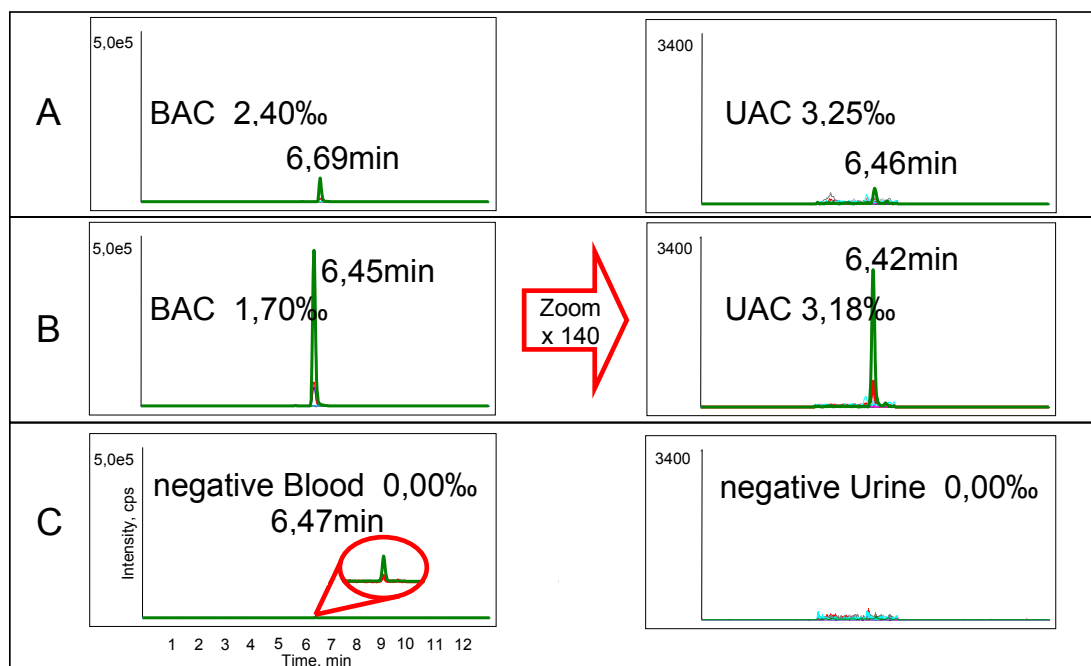 A
5,0e5
BAC 2,40‰
6,69min
3400
UAC 3,25‰
6,46min
B
5,0e5
6,45min
BAC 1,70‰
Zoom
x 140
3400
6,42min
UAC 3,18‰
C
5,0e5
Intensity, cps
negative Blood 0,00‰
6,47min
1 2 3 4 5 6 7 8 9 10 11 12
Time, min
3400
negative Urine 0,00‰